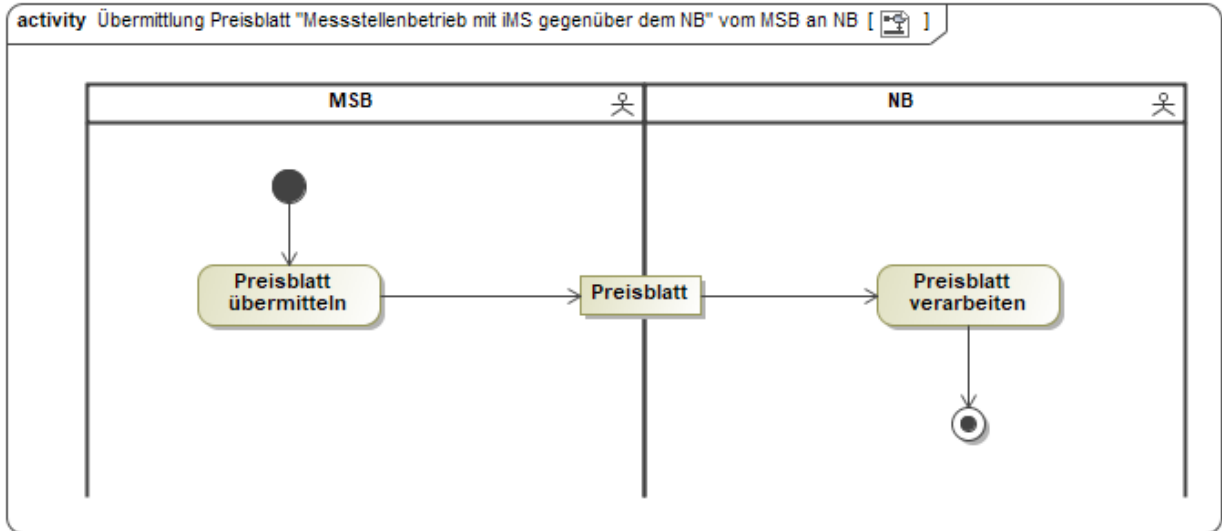 activity Übermittlung Preisblatt "Messstellenbetrieb mit iMS gegenüber dem NB" vom MSB an NB [ ]
MSB
NB
Preisblatt
übermitteln
Preisblatt
Preisblatt
verarbeiten